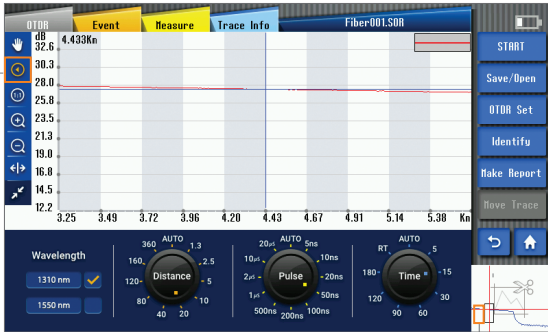 OTDR Event Measure Trace Info Fiber001.SOR
dB
4.433Km
32.6
30.3
28.0
25.8
23.5
21.3
19.0
16.8
14.5
12.2
3.25 3.49 3.72 3.96 4.20 4.43 4.67 4.91 5.14 5.38 Km
1:1
START
Save/Open
OTDR Set
Identify
Make Report
Move Trace
Wavelength
1310 nm
1550 nm
AUTO
1.3
2.5
5
10
20
40
80
120
160
360
Distance
AUTO
5ns
10ns
20ns
50ns
100ns
200ns
500ns
1µs
2µs
10µs
20µs
Pulse
AUTO
5
15
30
60
90
120
180
RT
Time